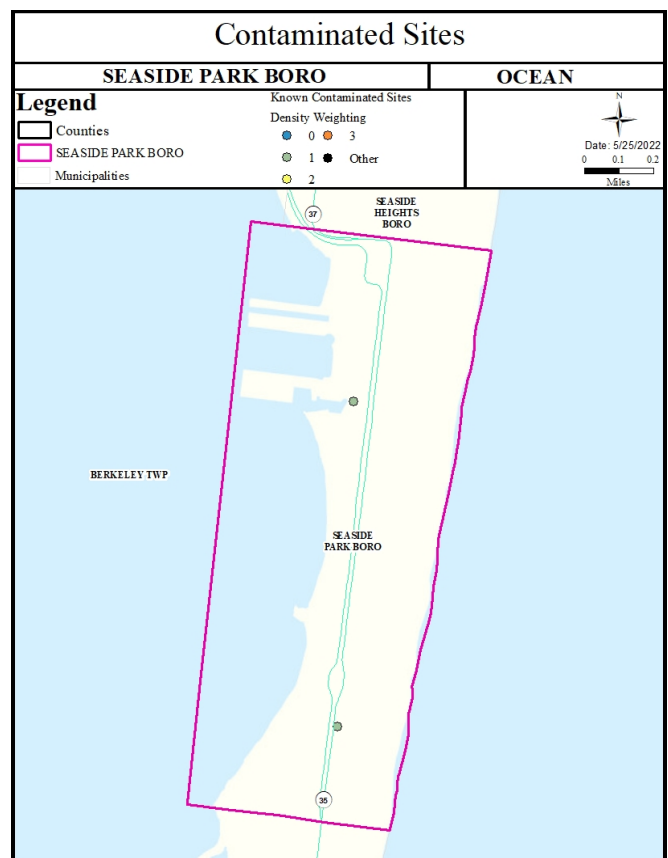 Contaminated Sites
SEASIDE PARK BORO
OCEAN
Legend
Counties
SEASIDE PARK BORO
Municipalities
Known Contaminated Sites
Density Weighting
0 3
1 Other
2
N
Date: 5/25/2022
0 0.1 0.2
Miles
37
SEASIDE
HEIGHTS
BORO
BERKELEY TWP
SEASIDE
PARK BORO
35